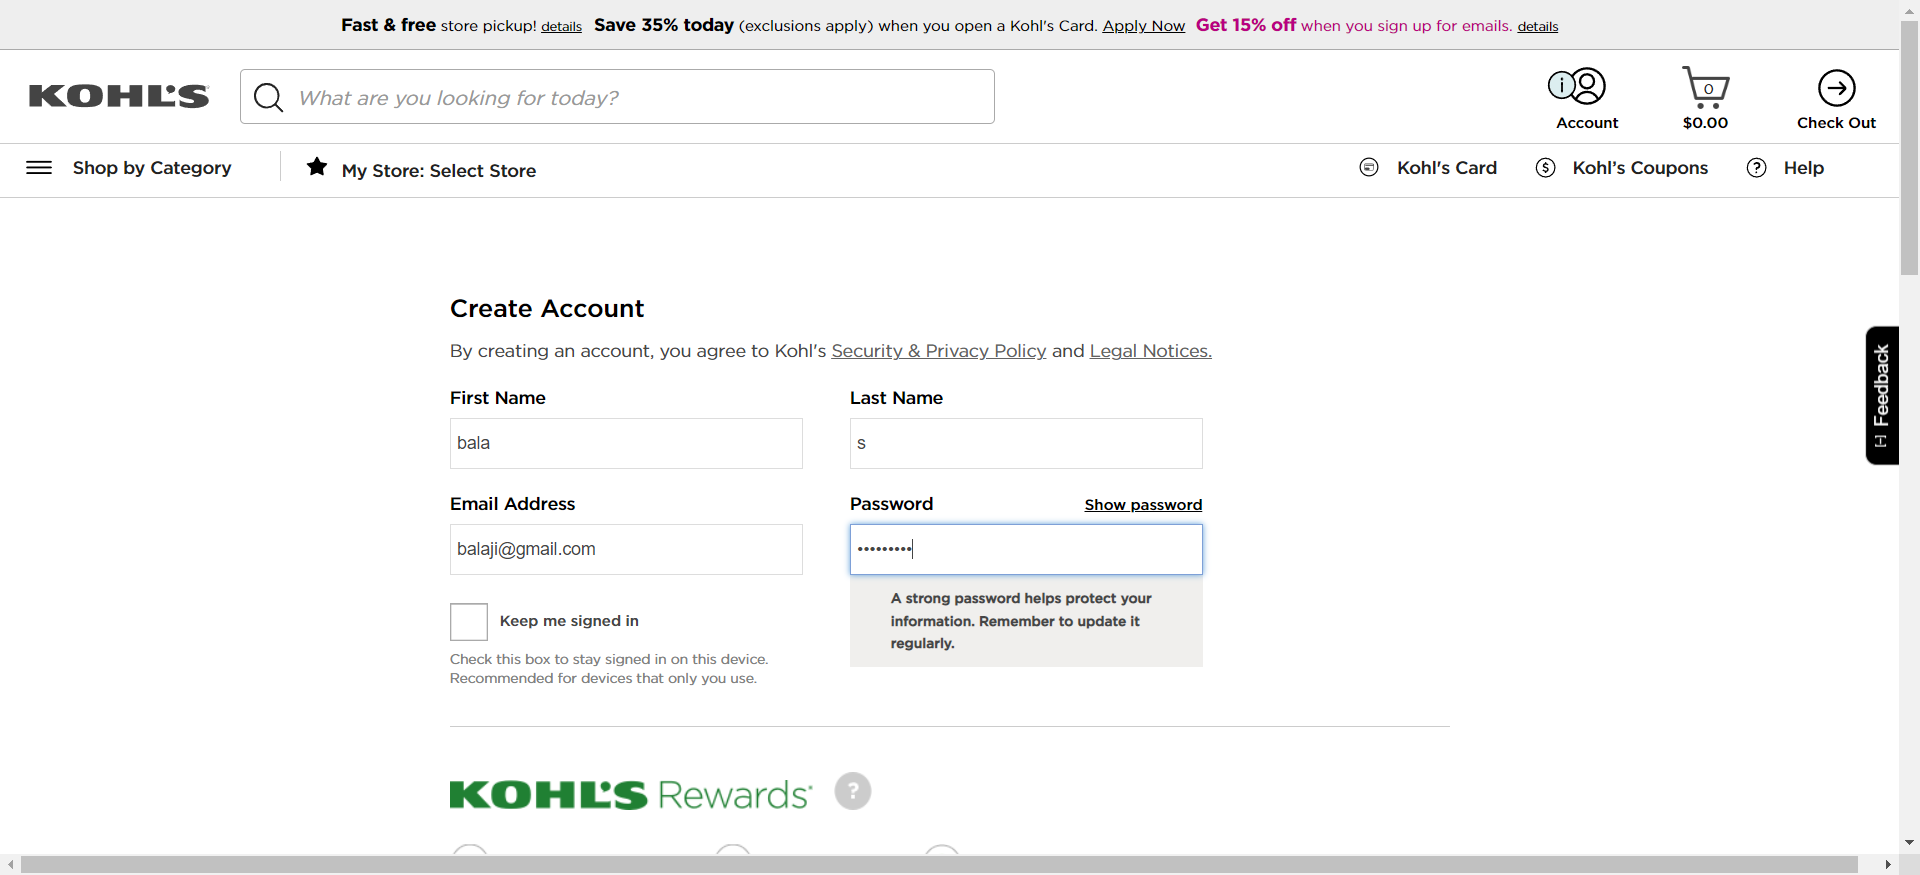 Fast & free store pickup! details Save 35% today (exclusions apply) when you open a Kohl's Card. Apply Now Get 15% off when you sign up for emails. details
KOHL'S
What are you looking for today?
i
Account
0
$0.00
Check Out
Shop by Category
My Store: Select Store
Kohl's Card
$
Kohl's Coupons
?
Help
Create Account
By creating an account, you agree to Kohl's Security & Privacy Policy and Legal Notices.
First Name
Last Name
bala
s
Email Address
Password
Show password
balaji@gmail.com
•••••••••
A strong password helps protect your
information. Remember to update it
regularly.
Keep me signed in
Check this box to stay signed in on this device.
Recommended for devices that only you use.
[-] Feedback
KOHL'S Rewards
?